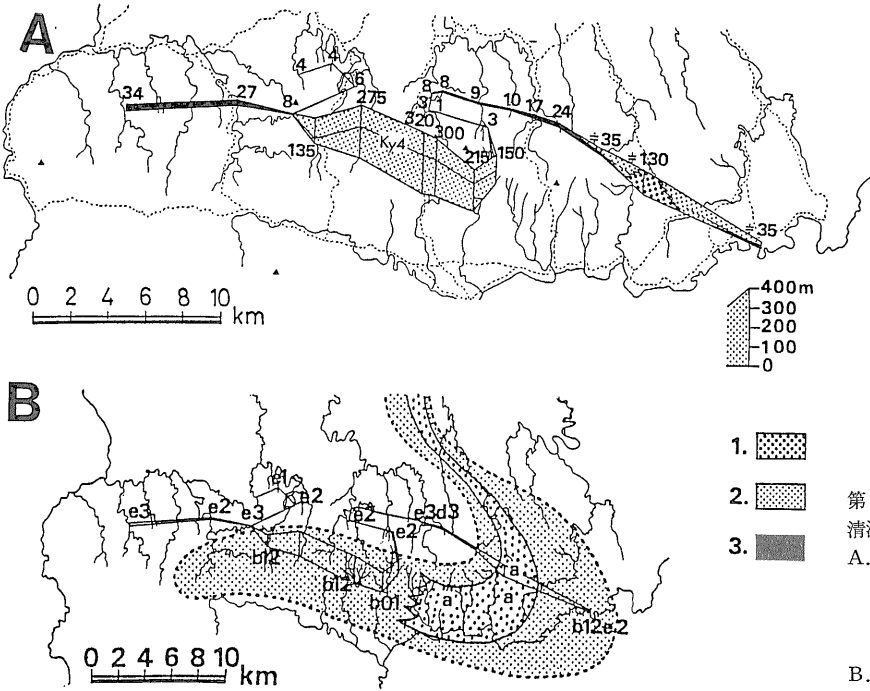 A
34
27
8
4
4
6
275
135
Ky4
8
8
3
1
320
300
9
3
215
150
10
17
24
≑35
≑130
≑35
0 2 4 6 8 10
km
400m
300
200
100
0
B
e3
e2
e3
e1
e2
b12
b12
b01
e2
e2
e3d3
a
a
a
b12e2
0 2 4 6 8 10
km
1.
2.
3.
第
A.
B.